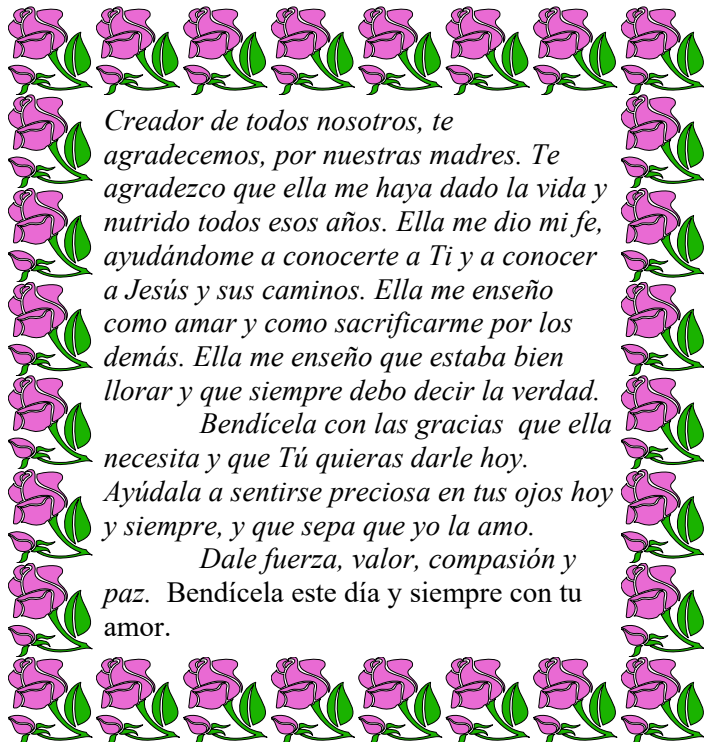 Creador de todos nosotros, te
agradecemos, por nuestras madres. Te
agradezco que ella me haya dado la vida y
nutrido todos esos años. Ella me dio mi fe,
ayudándome a conocerte a Ti y a conocer
a Jesús y sus caminos. Ella me enseño
como amar y como sacrificarme por los
demás. Ella me enseño que estaba bien
llorar y que siempre debo decir la verdad.
Bendícela con las gracias  que ella
necesita y que Tú quieras darle hoy.
Ayúdala a sentirse preciosa en tus ojos hoy
y siempre, y que sepa que yo la amo.
Dale fuerza, valor, compasión y
paz.  Bendícela este día y siempre con tu
amor.